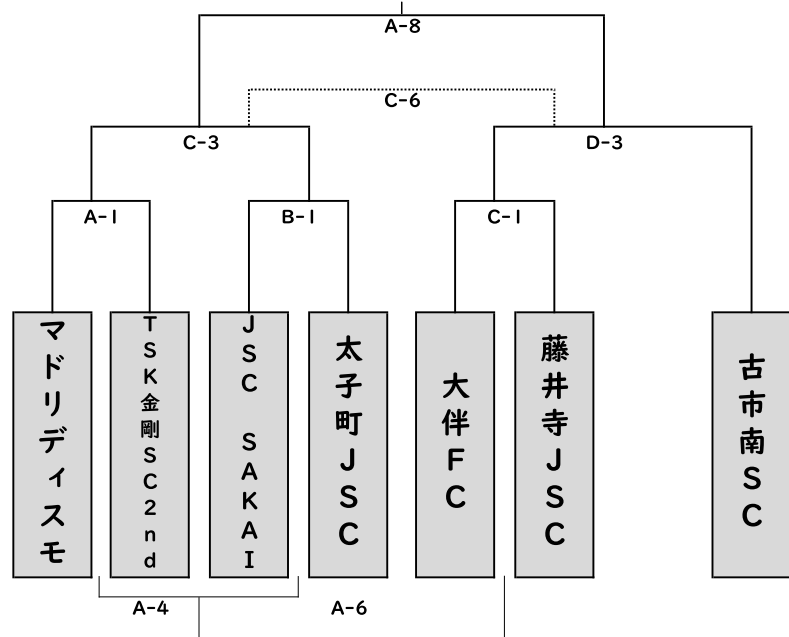 A-8
C-6
C-3
D-3
A-1
B-1
C-1
マドリディスモ
TSK金剛SC2nd
JSC SAKAI
太子町JSC
大伴FC
藤井寺JSC
古市南SC
A-4
A-6